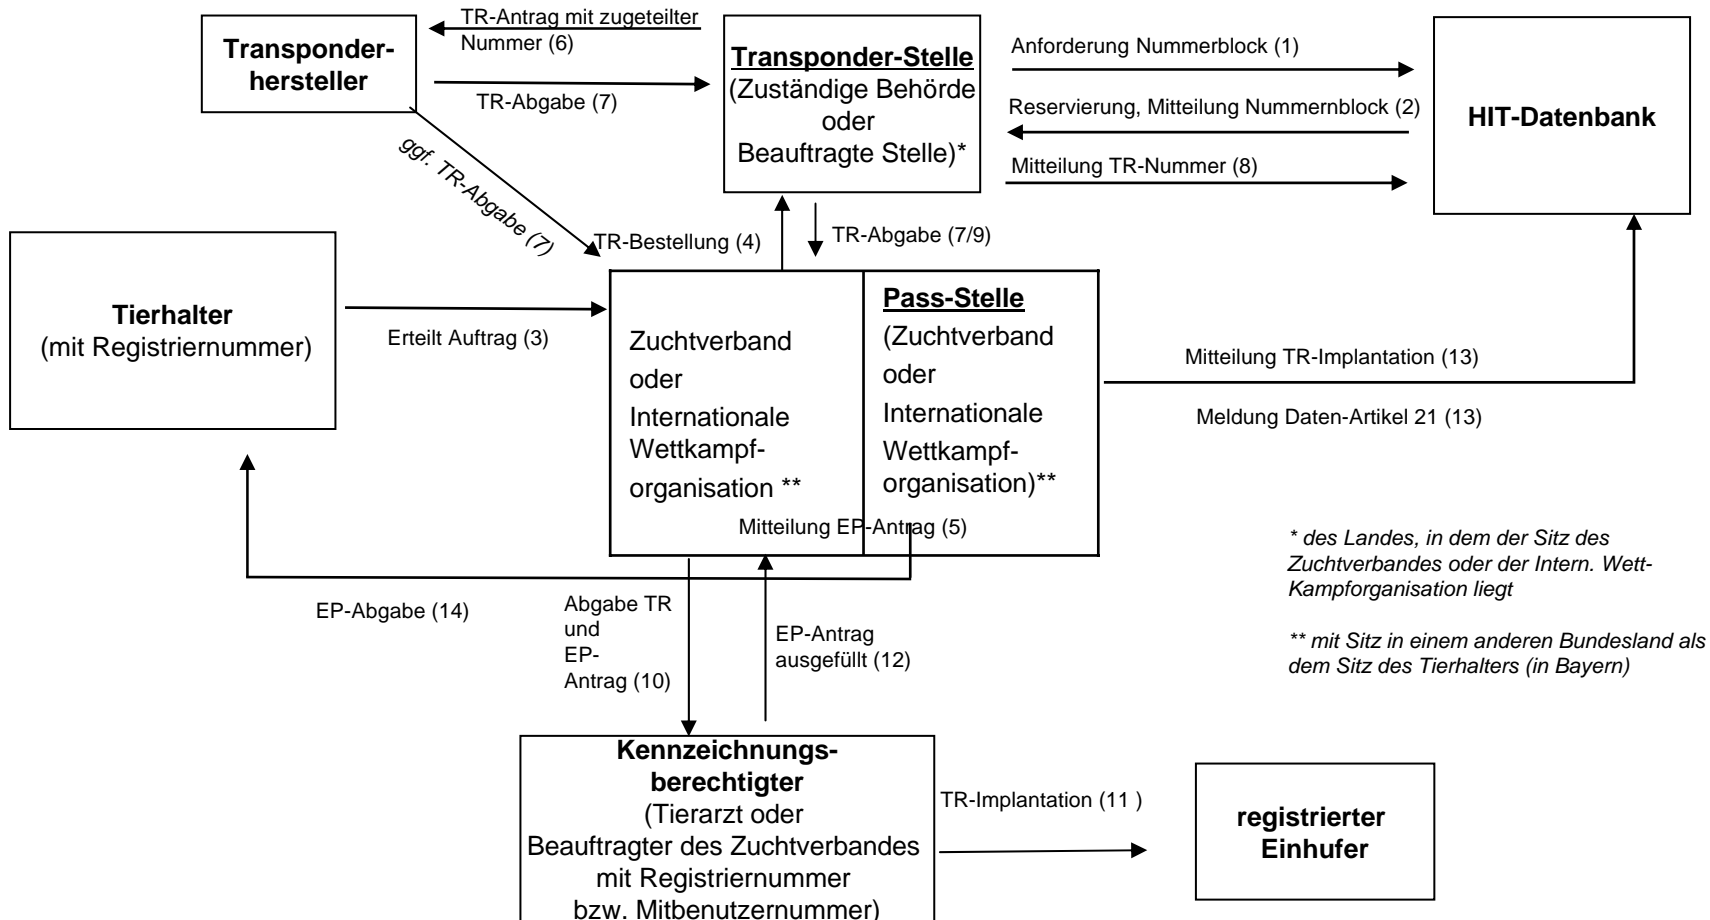 TR-Antrag mit zugeteilter
Nummer (6)
Transponder-
hersteller
TR-Abgabe (7)
Transponder-Stelle
(Zuständige Behörde
oder
Beauftragte Stelle)*
Anforderung Nummerblock (1)
Reservierung, Mitteilung Nummernblock (2)
Mitteilung TR-Nummer (8)
HIT-Datenbank
ggf. TR-Abgabe (7)
TR-Bestellung (4)
TR-Abgabe (7/9)
Tierhalter
(mit Registriernummer)
Erteilt Auftrag (3)
Zuchtverband
oder
Internationale
Wettkampf-
organisation **
Pass-Stelle
(Zuchtverband
oder
Internationale
Wettkampf-
organisation)**
Mitteilung EP-Antrag (5)
Mitteilung TR-Implantation (13)
Meldung Daten-Artikel 21 (13)
* des Landes, in dem der Sitz des
Zuchtverbandes oder der Intern. Wett-
Kampforganisation liegt
** mit Sitz in einem anderen Bundesland als
dem Sitz des Tierhalters (in Bayern)
EP-Abgabe (14)
Abgabe TR
und
EP-
Antrag (10)
EP-Antrag
ausgefüllt (12)
Kennzeichnungs-
berechtigter
(Tierarzt oder
Beauftragter des Zuchtverbandes
mit Registriernummer
bzw. Mitbenutzernummer)
TR-Implantation (11 )
registrierter
Einhufer